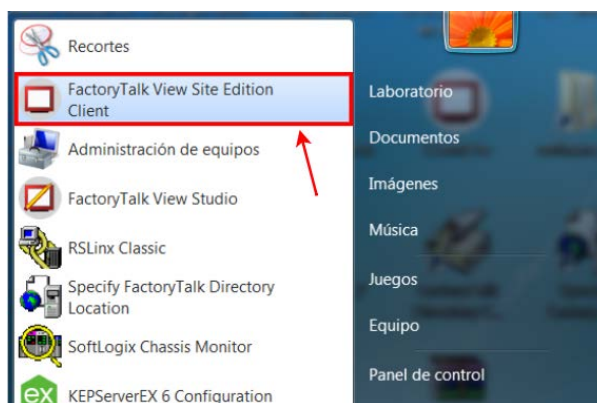 Recortes
FactoryTalk View Site Edition
Client
Administración de equipos
FactoryTalk View Studio
RSLinx Classic
Specify FactoryTalk Directory
Location
SoftLogix Chassis Monitor
ex KEPServerEX 6 Configuration
Laboratorio
Documentos
Imágenes
Música
Juegos
Equipo
Panel de control